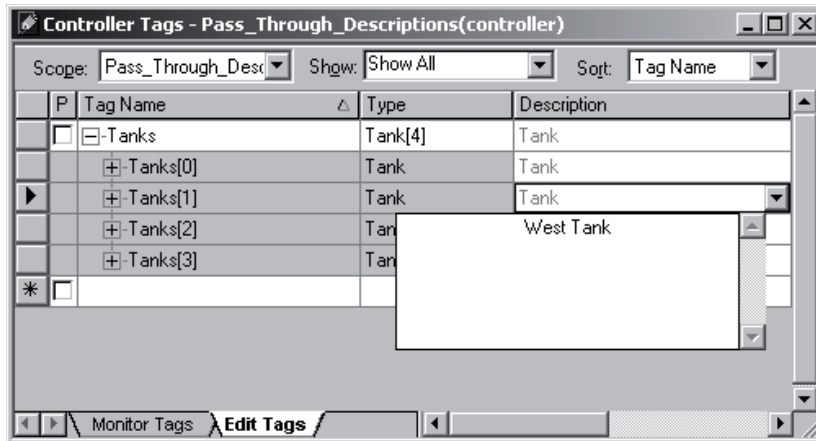 Controller Tags - Pass_Through_Descriptions(controller)
Scope: Pass_Through_Desc Show: Show All Sort: Tag Name
P Tag Name Type Description
Tanks Tank[4] Tank
Tanks[0] Tank Tank
Tanks[1] Tank Tank
Tanks[2] Tan West Tank
Tanks[3] Tan
Monitor Tags Edit Tags